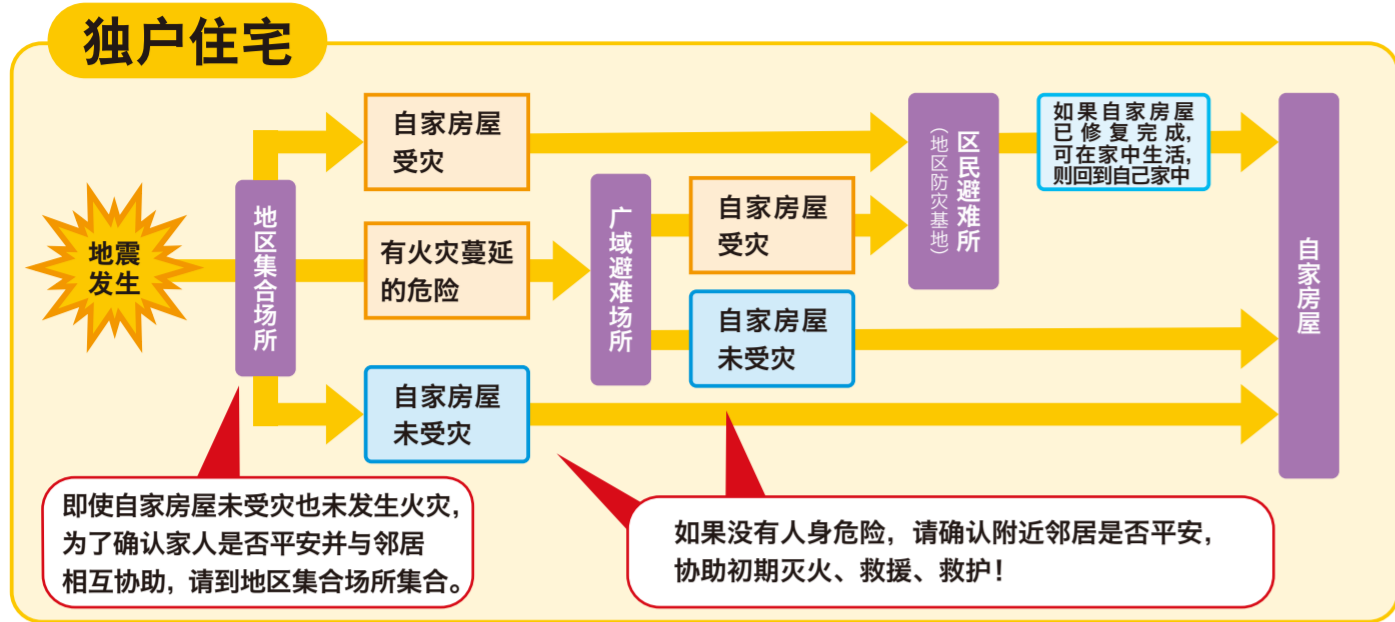 独户住宅
地震
发生
地区集合场所
自家房屋
受灾
有火灾蔓延
的危险
自家房屋
未受灾
广域避难场所
自家房屋
受灾
自家房屋
未受灾
区民避难所
（地区防灾基地）
如果自家房屋
已修复完成，
可在家中生活，
则回到自己家中
自家房屋
即使自家房屋未受灾也未发生火灾，
为了确认家人是否平安并与邻居
相互协助，请到地区集合场所集合。
如果没有人身危险，请确认附近邻居是否平安，
协助初期灭火、救援、救护！